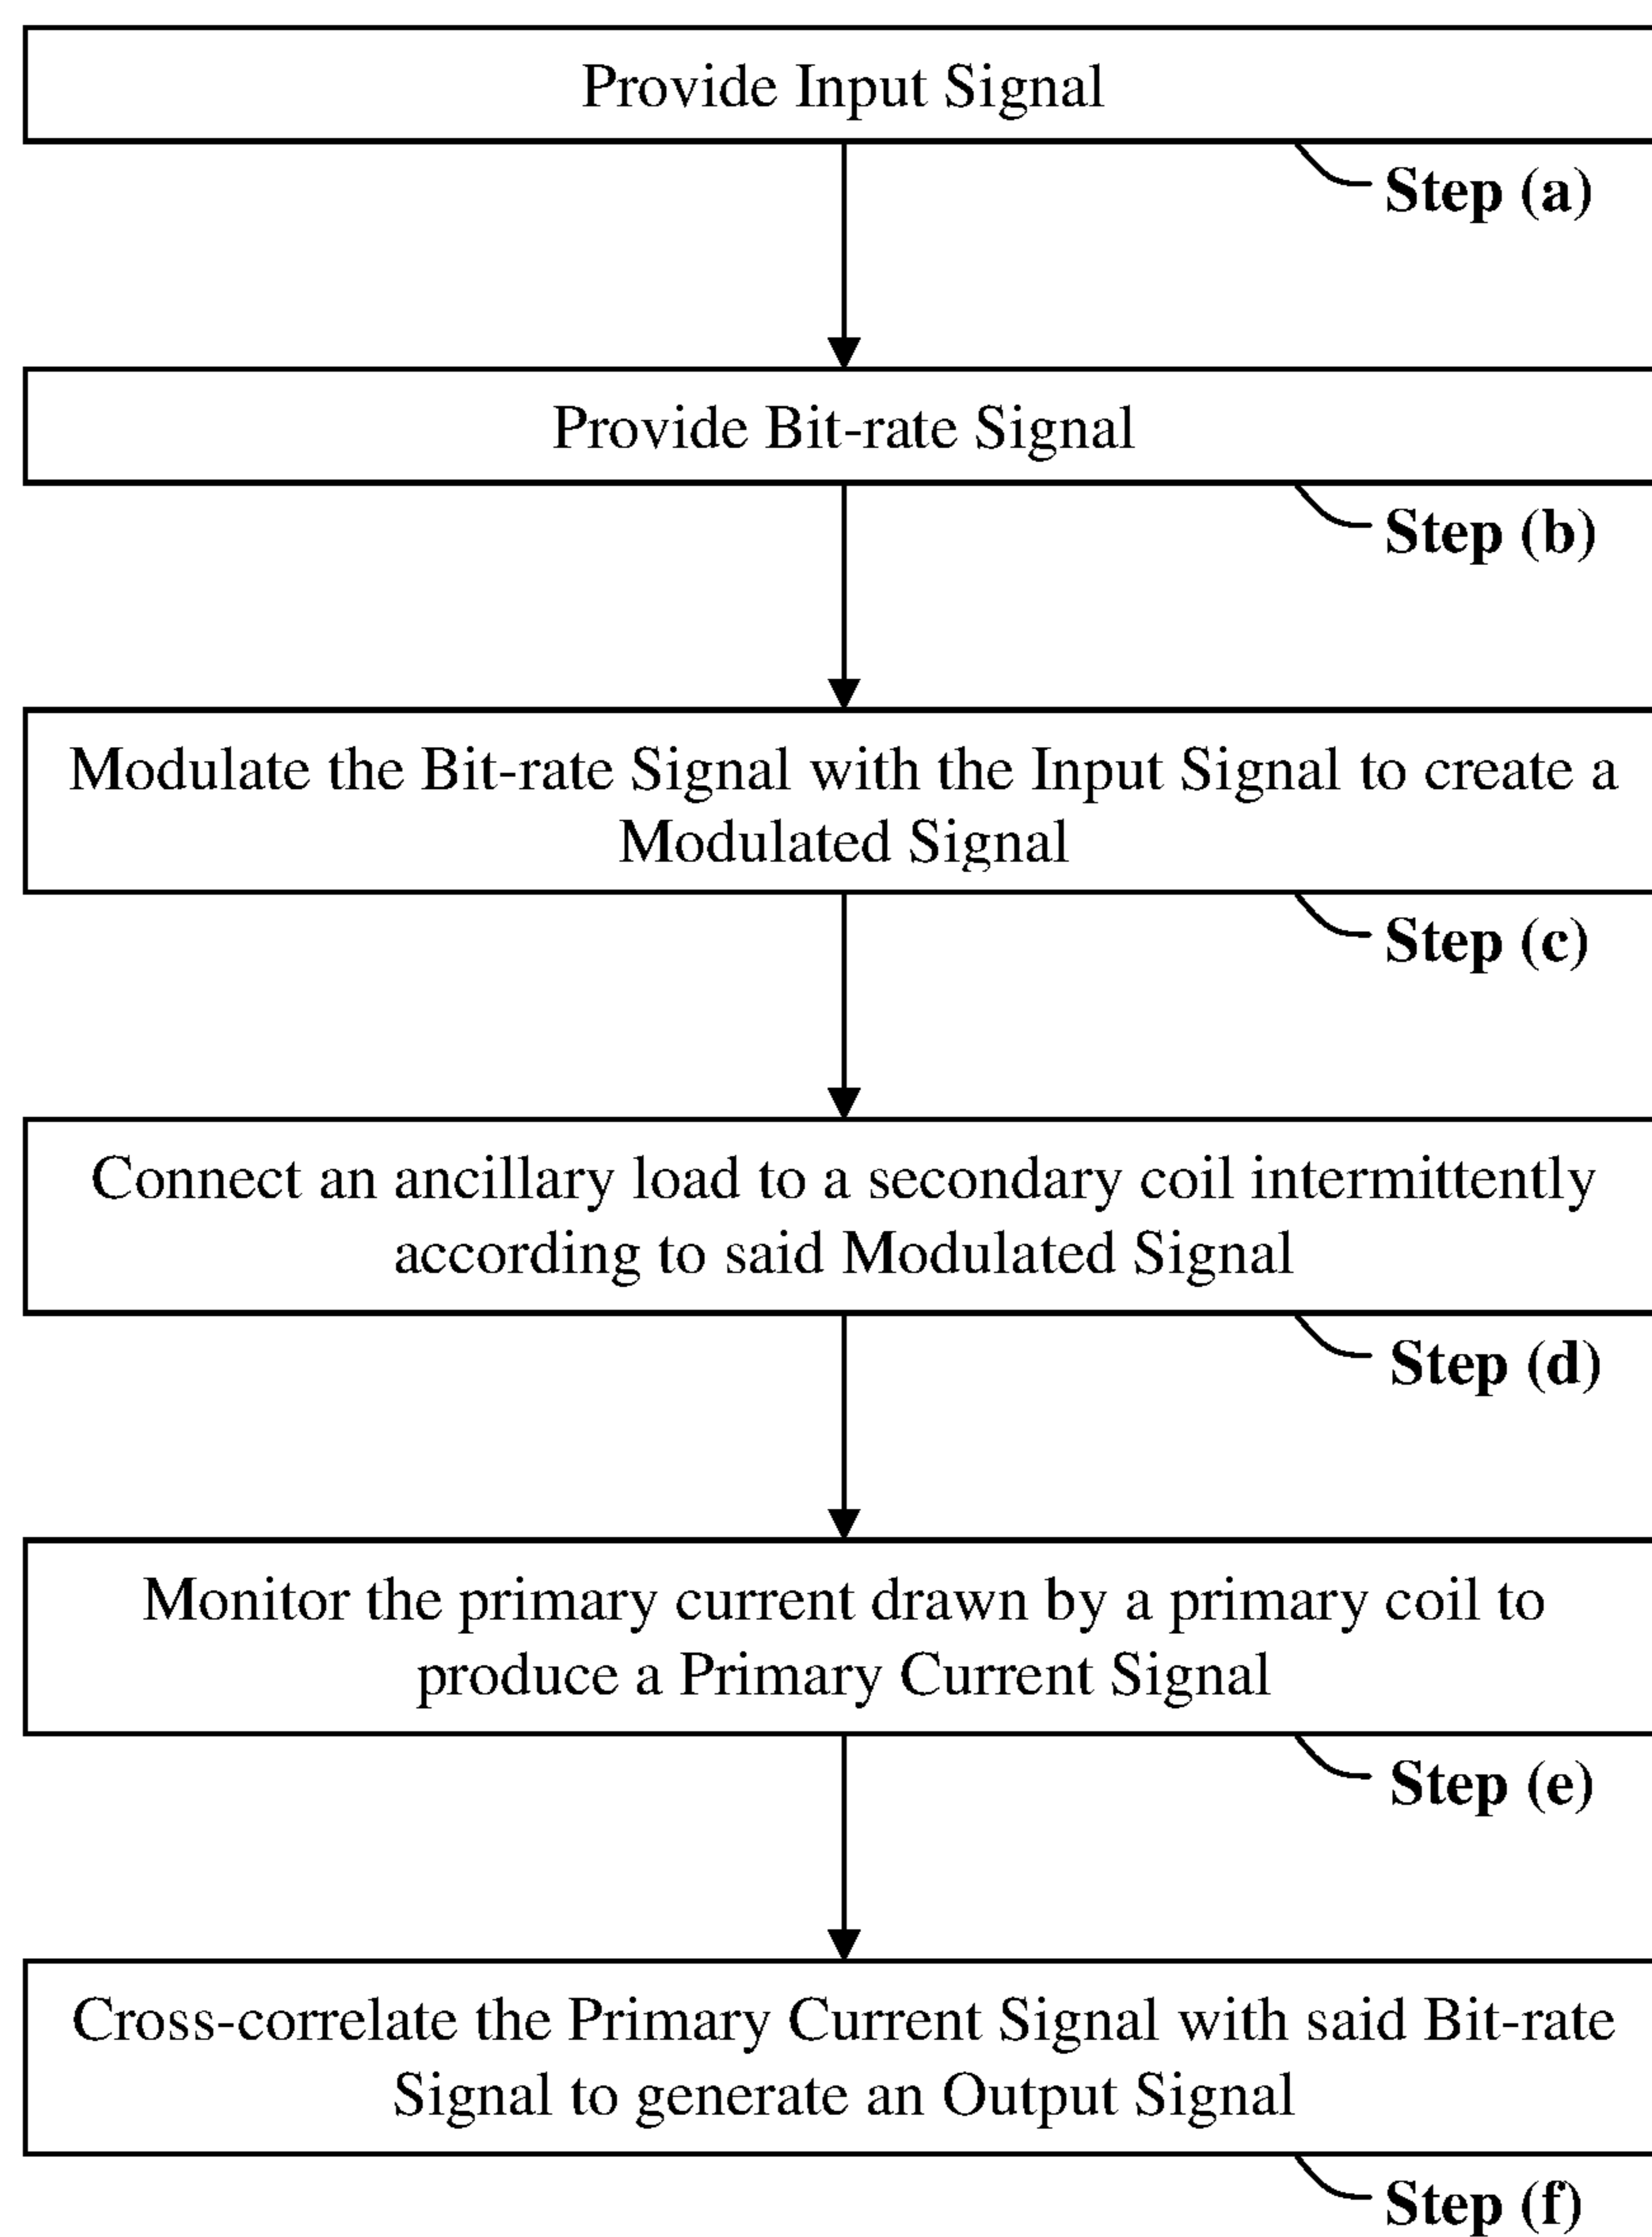 Provide Input Signal
Step (a)
Provide Bit-rate Signal
Step (b)
Modulate the Bit-rate Signal with the Input Signal to create a
Modulated Signal
Step (c)
Connect an ancillary load to a secondary coil intermittently
according to said Modulated Signal
Step (d)
Monitor the primary current drawn by a primary coil to
produce a Primary Current Signal
Step (e)
Cross-correlate the Primary Current Signal with said Bit-rate
Signal to generate an Output Signal
Step (f)